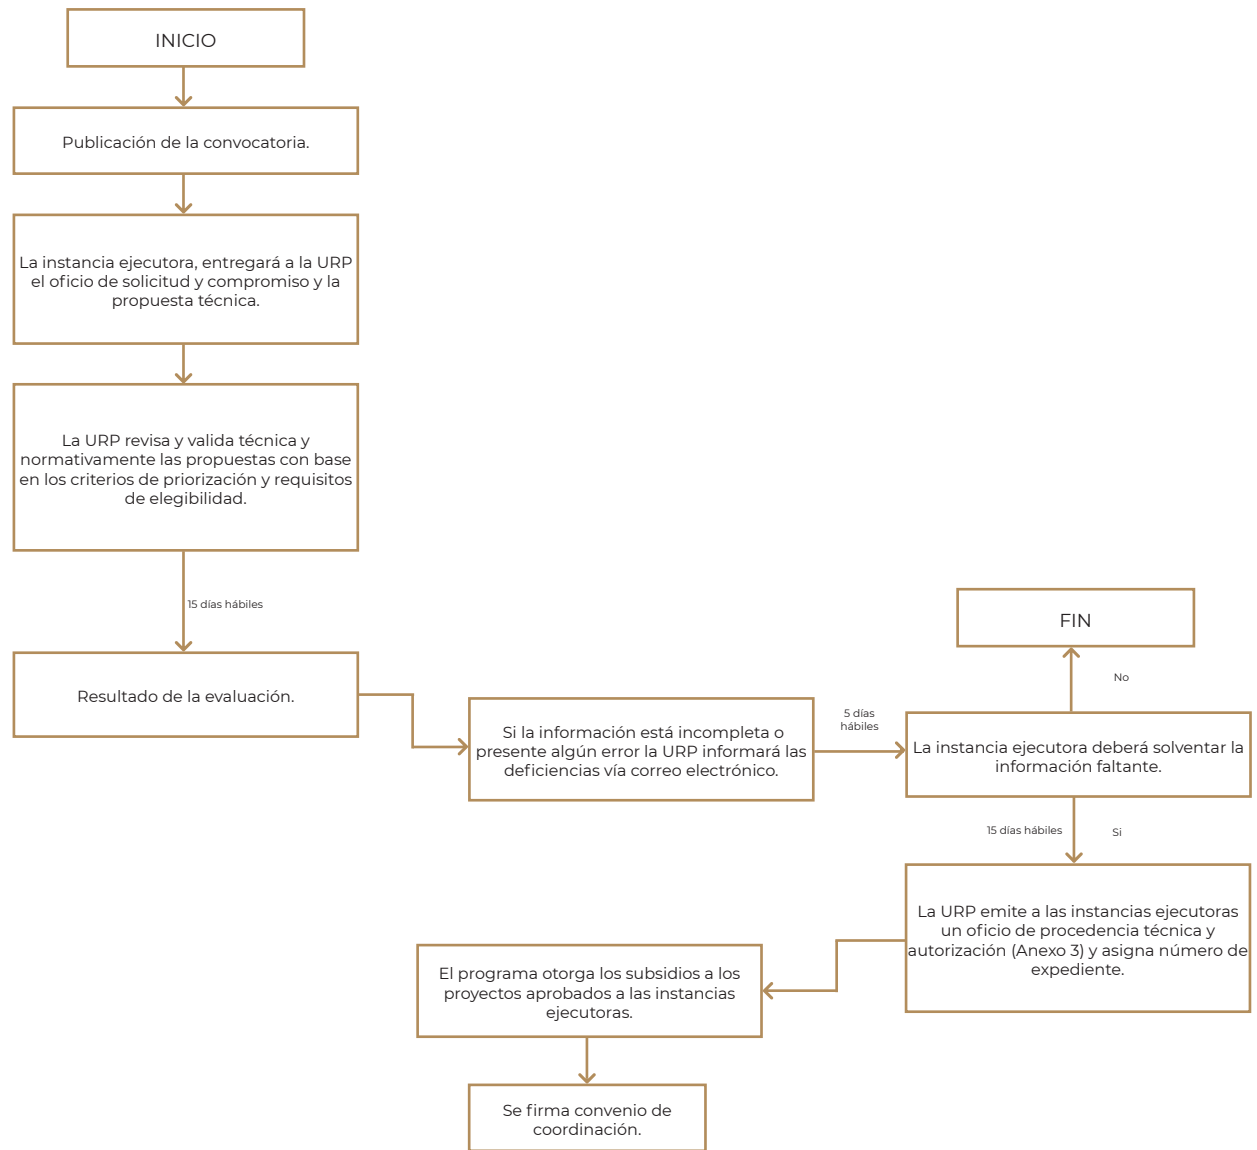 INICIO
Publicación de la convocatoria.
La instancia ejecutora, entregará a la URP
el oficio de solicitud y compromiso y la
propuesta técnica.
La URP revisa y valida técnica y
normativamente las propuestas con base
en los criterios de priorización y requisitos
de elegibilidad.
15 días hábiles
Resultado de la evaluación.
Si la información está incompleta o
presente algún error la URP informará las
deficiencias vía correo electrónico.
5 días
hábiles
La instancia ejecutora deberá solventar la
información faltante.
No
FIN
15 días hábiles
Si
La URP emite a las instancias ejecutoras
un oficio de procedencia técnica y
autorización (Anexo 3) y asigna número de
expediente.
El programa otorga los subsidios a los
proyectos aprobados a las instancias
ejecutoras.
Se firma convenio de
coordinación.